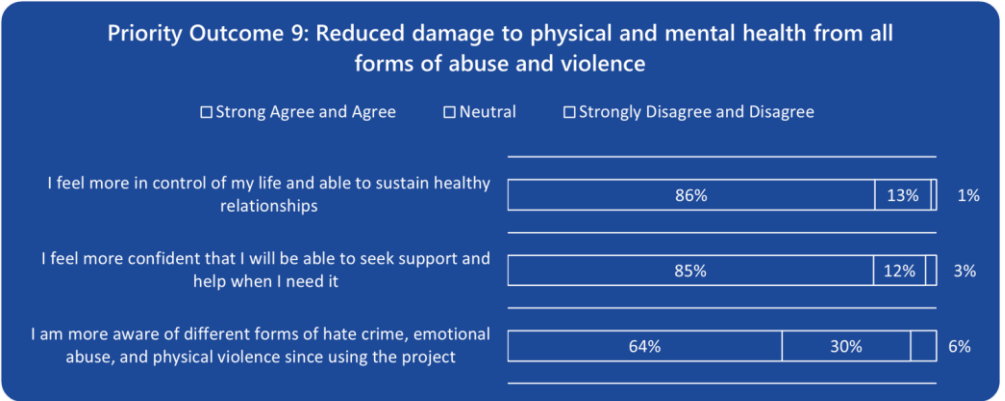 Priority Outcome 9: Reduced damage to physical and mental health from all
forms of abuse and violence
Strong Agree and Agree Neutral Strongly Disagree and Disagree
I feel more in control of my life and able to sustain healthy
relationships
86% 13% 1%
I feel more confident that I will be able to seek support and
help when I need it
85% 12% 3%
I am more aware of different forms of hate crime, emotional
abuse, and physical violence since using the project
64% 30% 6%